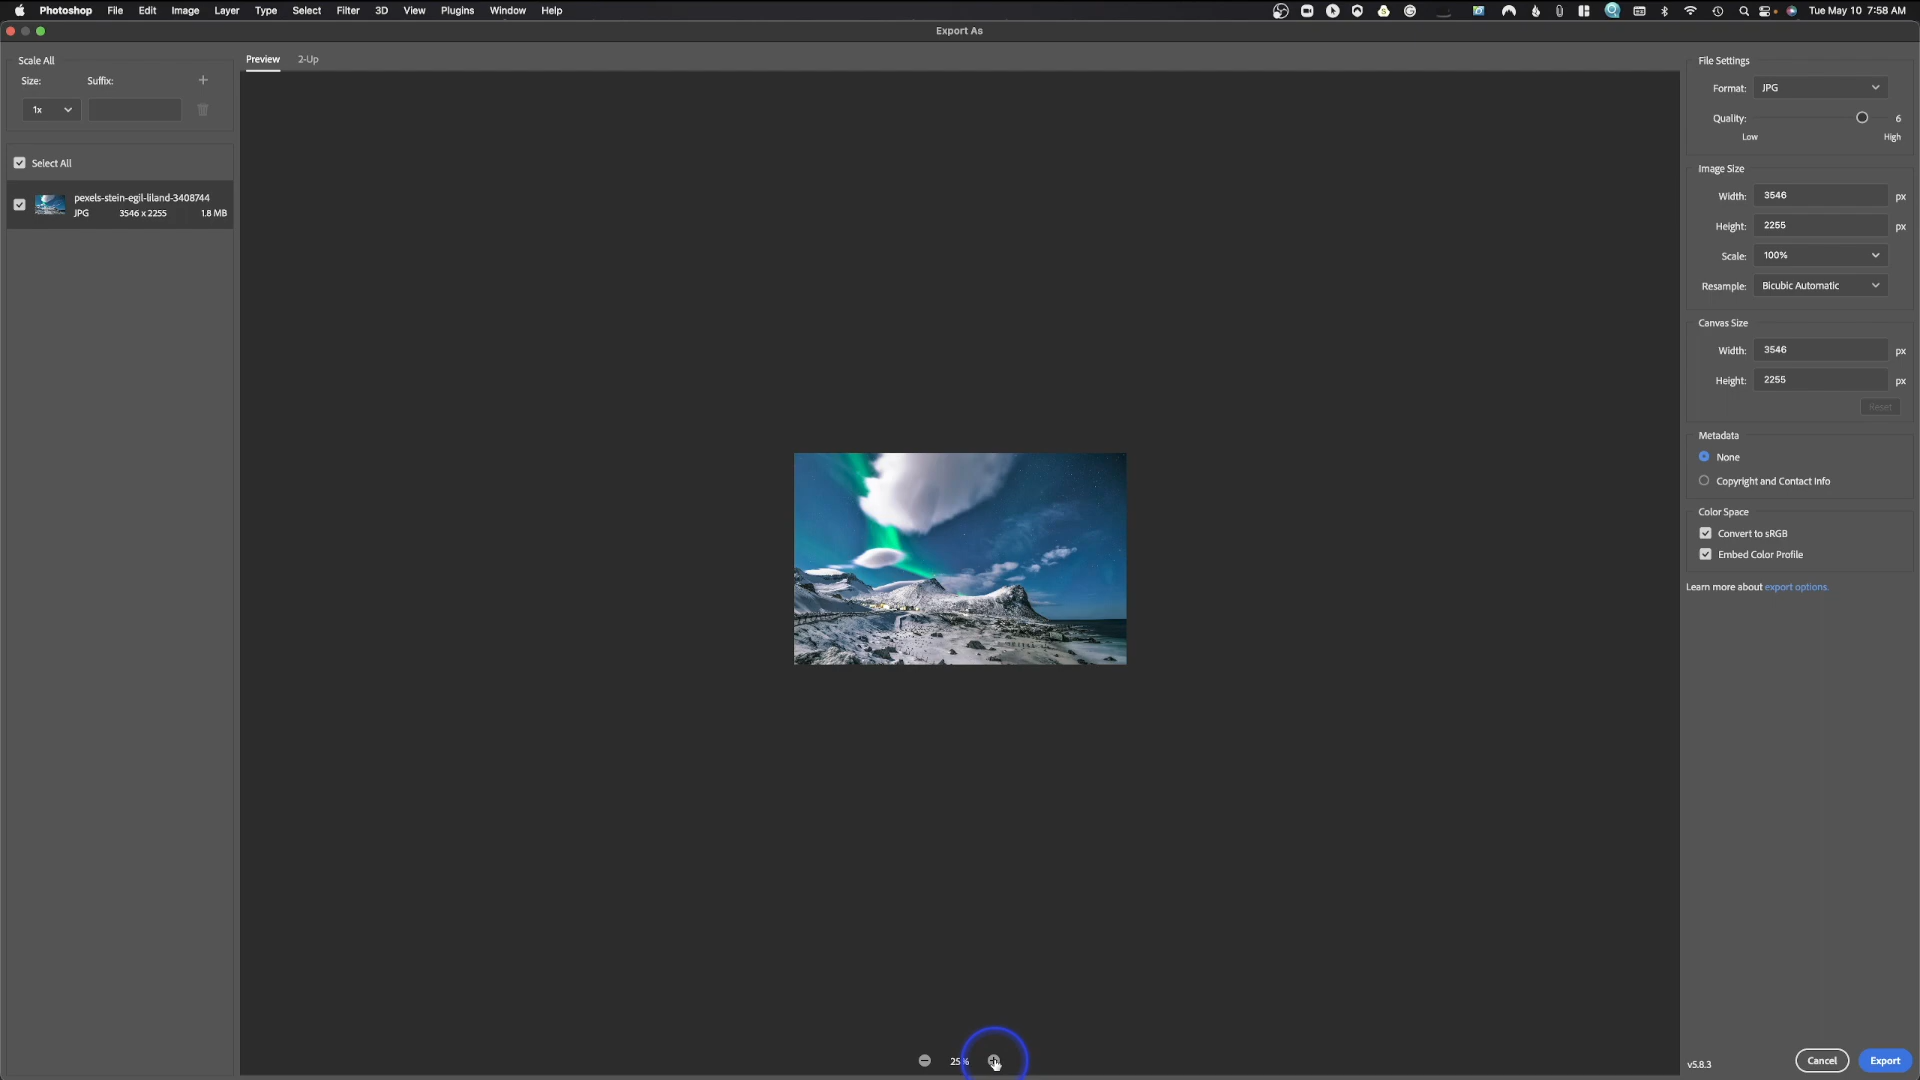 Photoshop File Edit Image Layer Type Select Filter 3D View Plugins Window Help Tue May 10 7:58 AM
Export As
Scale All
Size: Suffix:
1x
Select All
pexels-stein-egil-liland-3408744
JPG 3546 x 2255 1.8 MB
Preview 2-Up
File Settings
Format: JPG
Quality: 6
Low High
Image Size
Width: 3546 px
Height: 2255 px
Scale: 100%
Resample: Bicubic Automatic
Canvas Size
Width: 3546 px
Height: 2255 px
Reset
Metadata
None
Copyright and Contact Info
Color Space
Convert to sRGB
Embed Color Profile
Learn more about export options.
25%
v5.8.3 Cancel Export